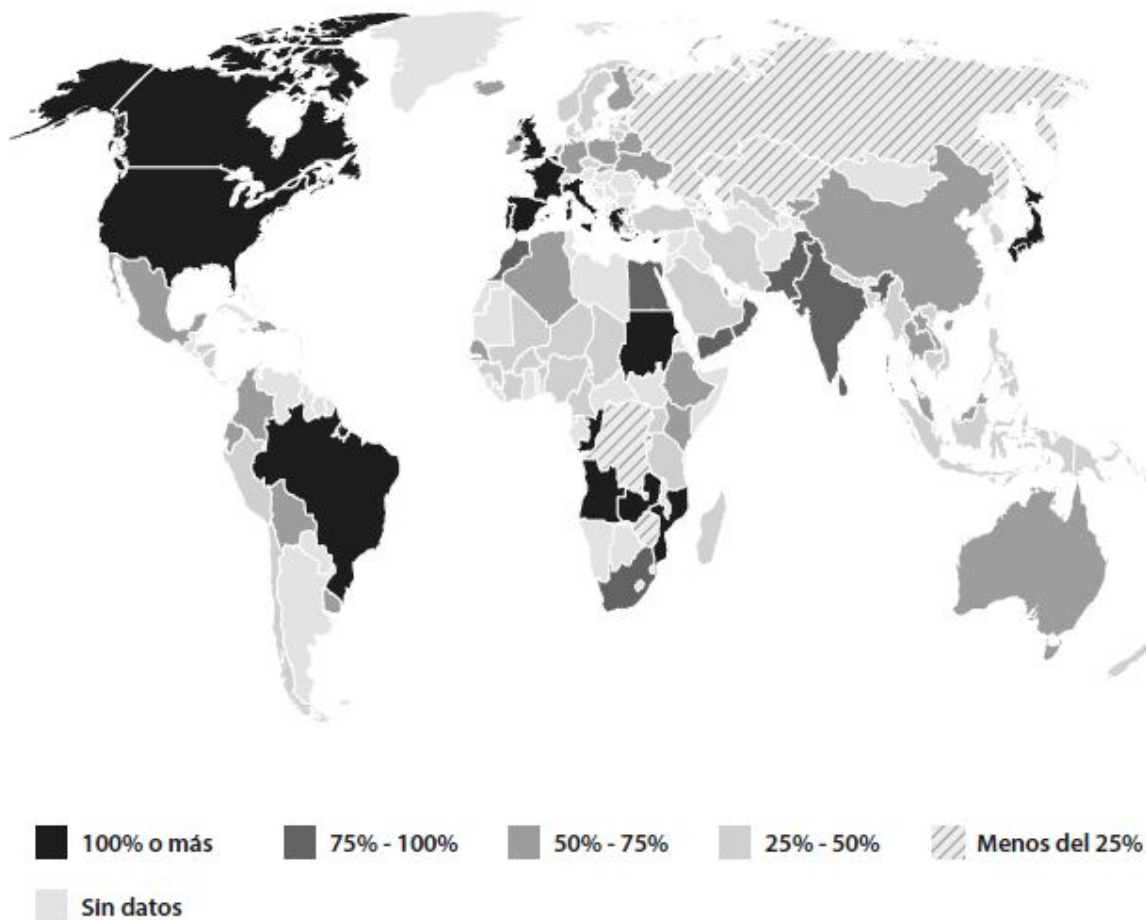 100% o más
75% - 100%
50% - 75%
25% - 50%
Menos del 25%
Sin datos